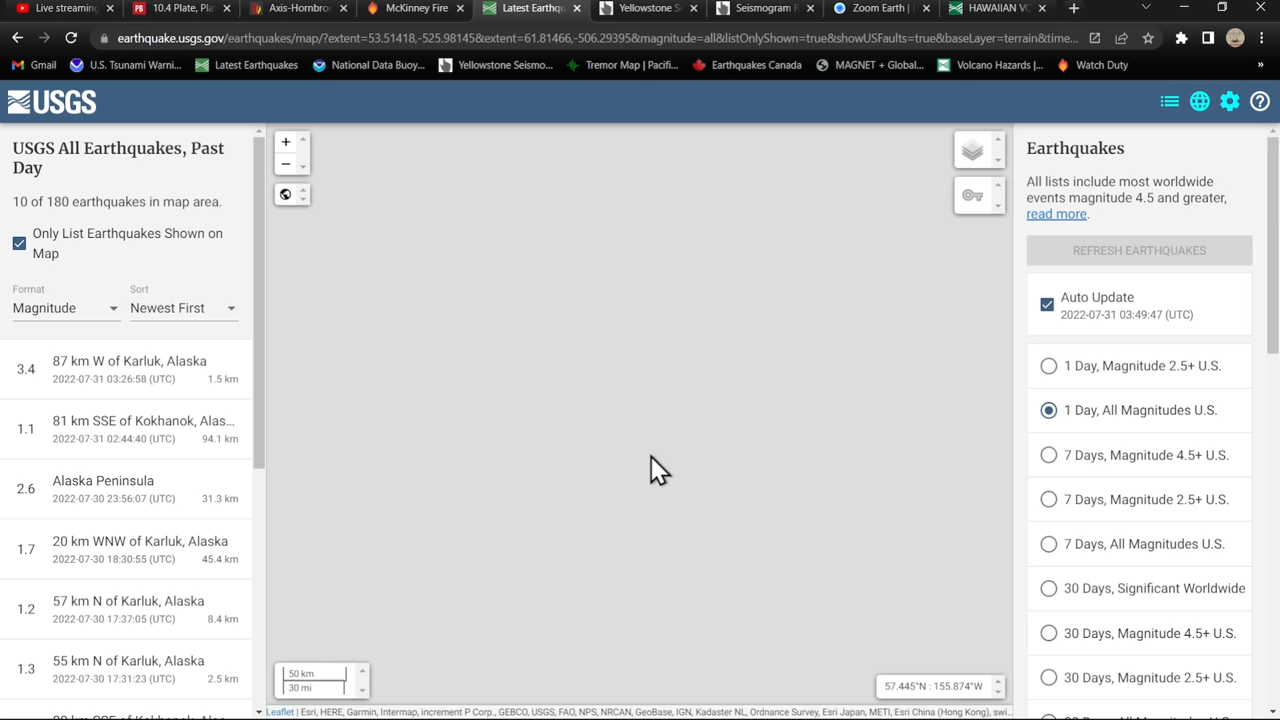 Live streaming
10.4 Plate, Plat
Axis-Hornbroo
McKinney Fire
Latest Earthqu
Yellowstone S
Seismogram
Zoom Earth |
HAWAIIAN VO
earthquake.usgs.gov/earthquakes/map/?extent=53.51418,-525.98145&extent=61.81466,-506.29395&magnitude=all&listOnlyShown=true&showUSFaults=true&baseLayer=terrain&time...
Gmail
U.S. Tsunami Warni...
Latest Earthquakes
National Data Buoy...
Yellowstone Seismo...
Tremor Map | Pacifi...
Earthquakes Canada
MAGNET + Global...
Volcano Hazards |...
Watch Duty
»
USGS
USGS All Earthquakes, Past
Day
10 of 180 earthquakes in map area.
Only List Earthquakes Shown on
Map
Format
Sort
Magnitude
Newest First
3.4
87 km W of Karluk, Alaska
2022-07-31 03:26:58 (UTC) 1.5 km
1.1
81 km SSE of Kokhanok, Alas...
2022-07-31 02:44:40 (UTC) 94.1 km
2.6
Alaska Peninsula
2022-07-30 23:56:07 (UTC) 31.3 km
1.7
20 km WNW of Karluk, Alaska
2022-07-30 18:30:55 (UTC) 45.4 km
1.2
57 km N of Karluk, Alaska
2022-07-30 17:37:05 (UTC) 8.4 km
1.3
55 km N of Karluk, Alaska
2022-07-30 17:31:23 (UTC) 2.5 km
+
−
50 km
30 mi
57.445°N : 155.874°W
Leaflet | Esri, HERE, Garmin, Intermap, increment P Corp., GEBCO, USGS, FAO, NPS, NRCAN, GeoBase, IGN, Kadaster NL, Ordnance Survey, Esri Japan, METI, Esri China (Hong Kong), swi...
Earthquakes
All lists include most worldwide
events magnitude 4.5 and greater,
read more.
REFRESH EARTHQUAKES
Auto Update
2022-07-31 03:49:47 (UTC)
1 Day, Magnitude 2.5+ U.S.
1 Day, All Magnitudes U.S.
7 Days, Magnitude 4.5+ U.S.
7 Days, Magnitude 2.5+ U.S.
7 Days, All Magnitudes U.S.
30 Days, Significant Worldwide
30 Days, Magnitude 4.5+ U.S.
30 Days, Magnitude 2.5+ U.S.